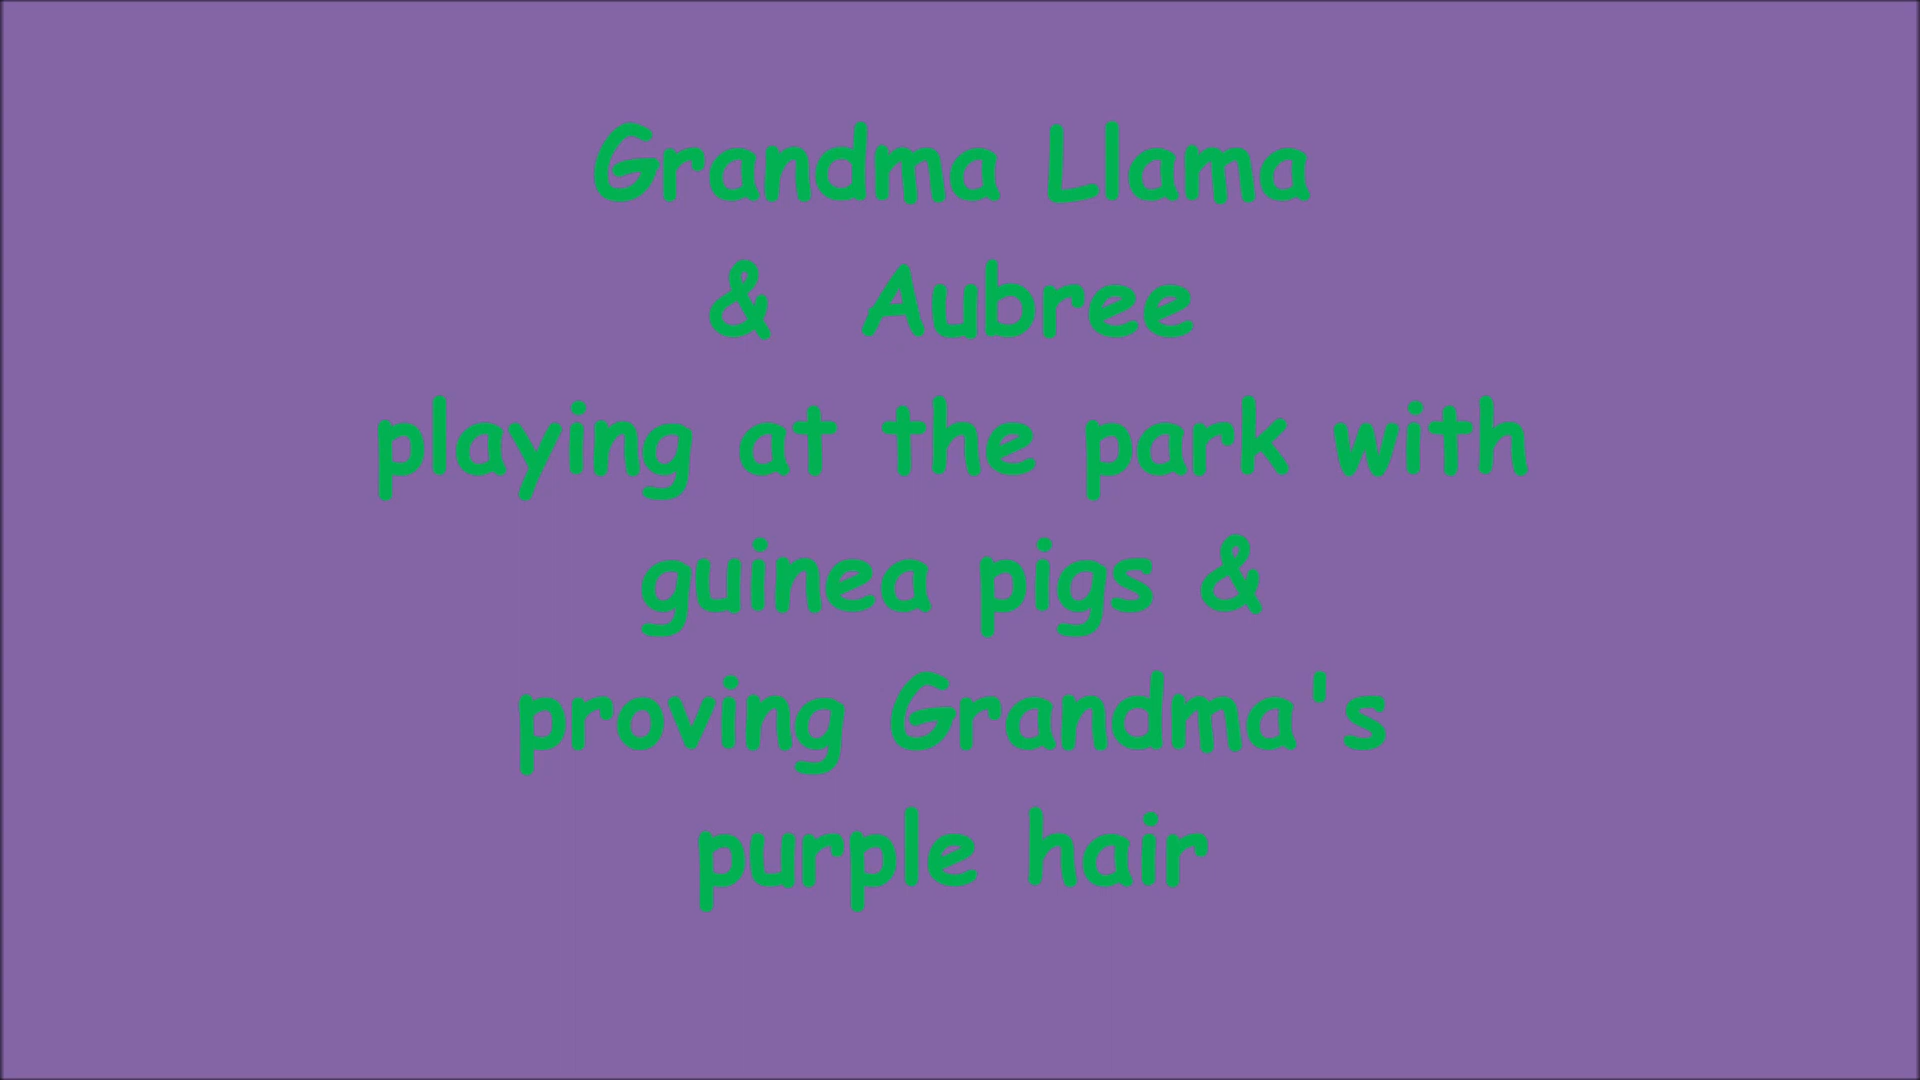 Grandma Llama
& Aubree
playing at the park with
guinea pigs &
proving Grandma's
purple hair